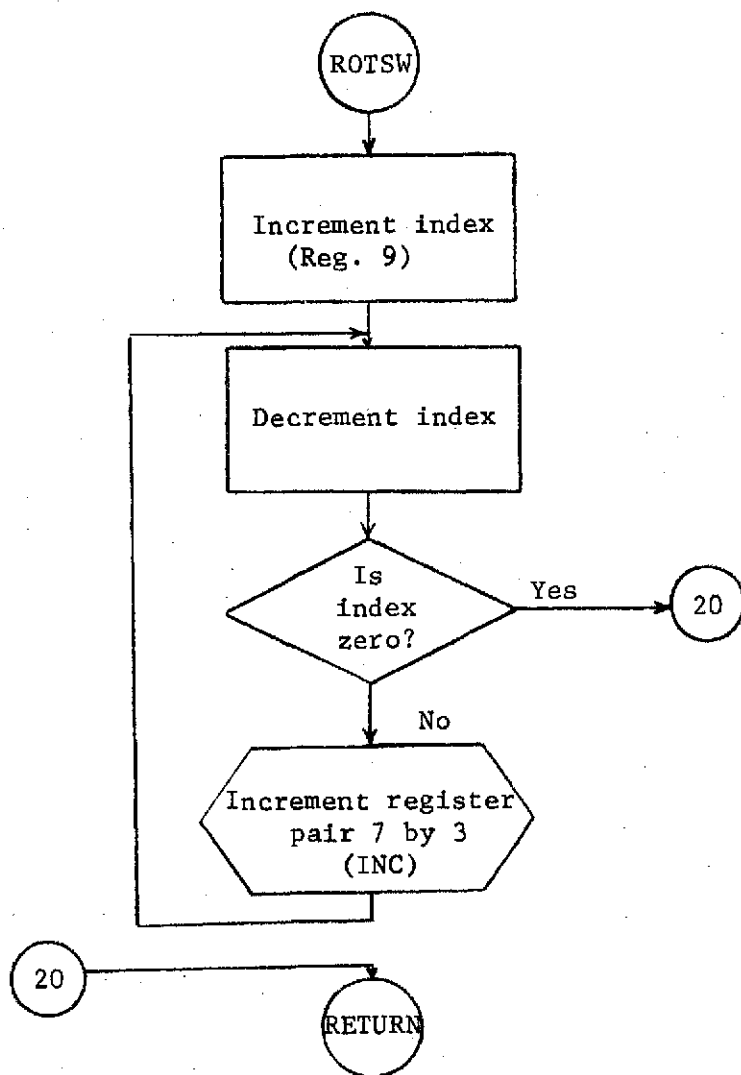 ROTSW
Increment index
(Reg. 9)
Decrement index
Is
index
zero?
Yes
20
No
Increment register
pair 7 by 3
(INC)
20
RETURN